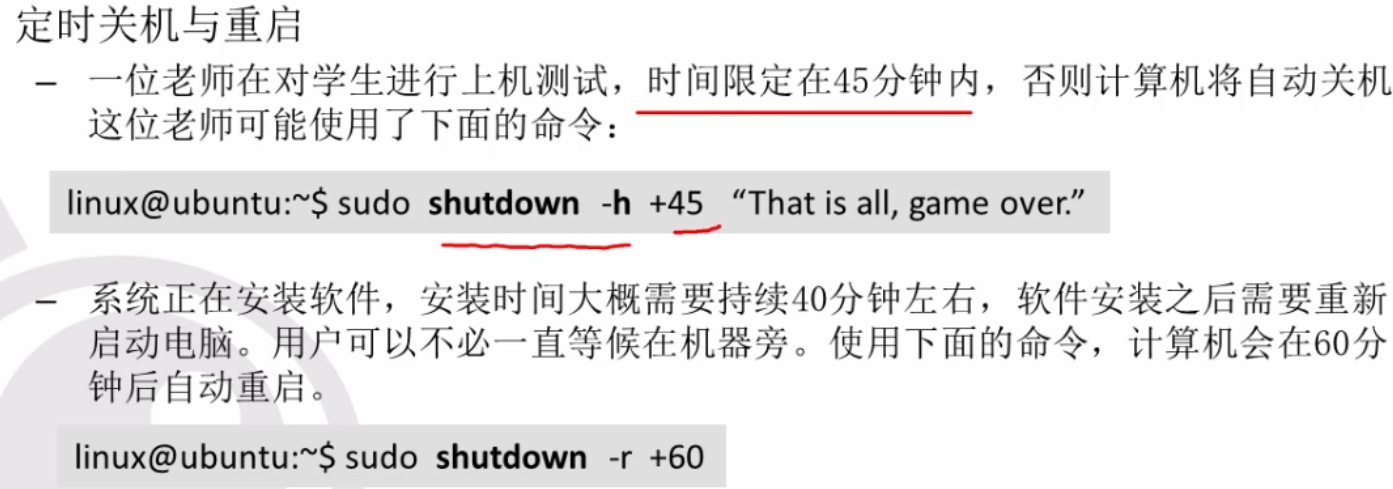 定时关机与重启
– 一位老师在对学生进行上机测试，时间限定在45分钟内，否则计算机将自动关机
这位老师可能使用了下面的命令：
linux@ubuntu:~$ sudo shutdown -h +45 “That is all, game over.”
– 系统正在安装软件，安装时间大概需要持续40分钟左右，软件安装之后需要重新
启动电脑。用户可以不必一直等候在机器旁。使用下面的命令，计算机会在60分
钟后自动重启。
linux@ubuntu:~$ sudo shutdown -r +60